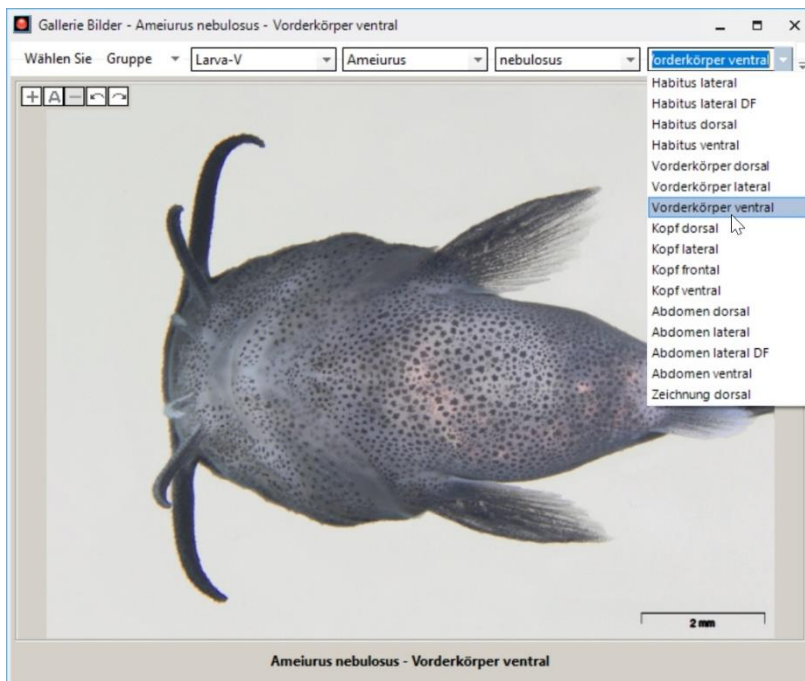 Gallerie Bilder - Ameiurus nebulosus - Vorderkörper ventral
Wählen Sie Gruppe Larva-V Ameiurus nebulosus orderkörper ventral
+ A −
Habitus lateral
Habitus lateral DF
Habitus dorsal
Habitus ventral
Vorderkörper dorsal
Vorderkörper lateral
Vorderkörper ventral
Kopf dorsal
Kopf lateral
Kopf frontal
Kopf ventral
Abdomen dorsal
Abdomen lateral
Abdomen lateral DF
Abdomen ventral
Zeichnung dorsal
2 mm
Ameiurus nebulosus - Vorderkörper ventral